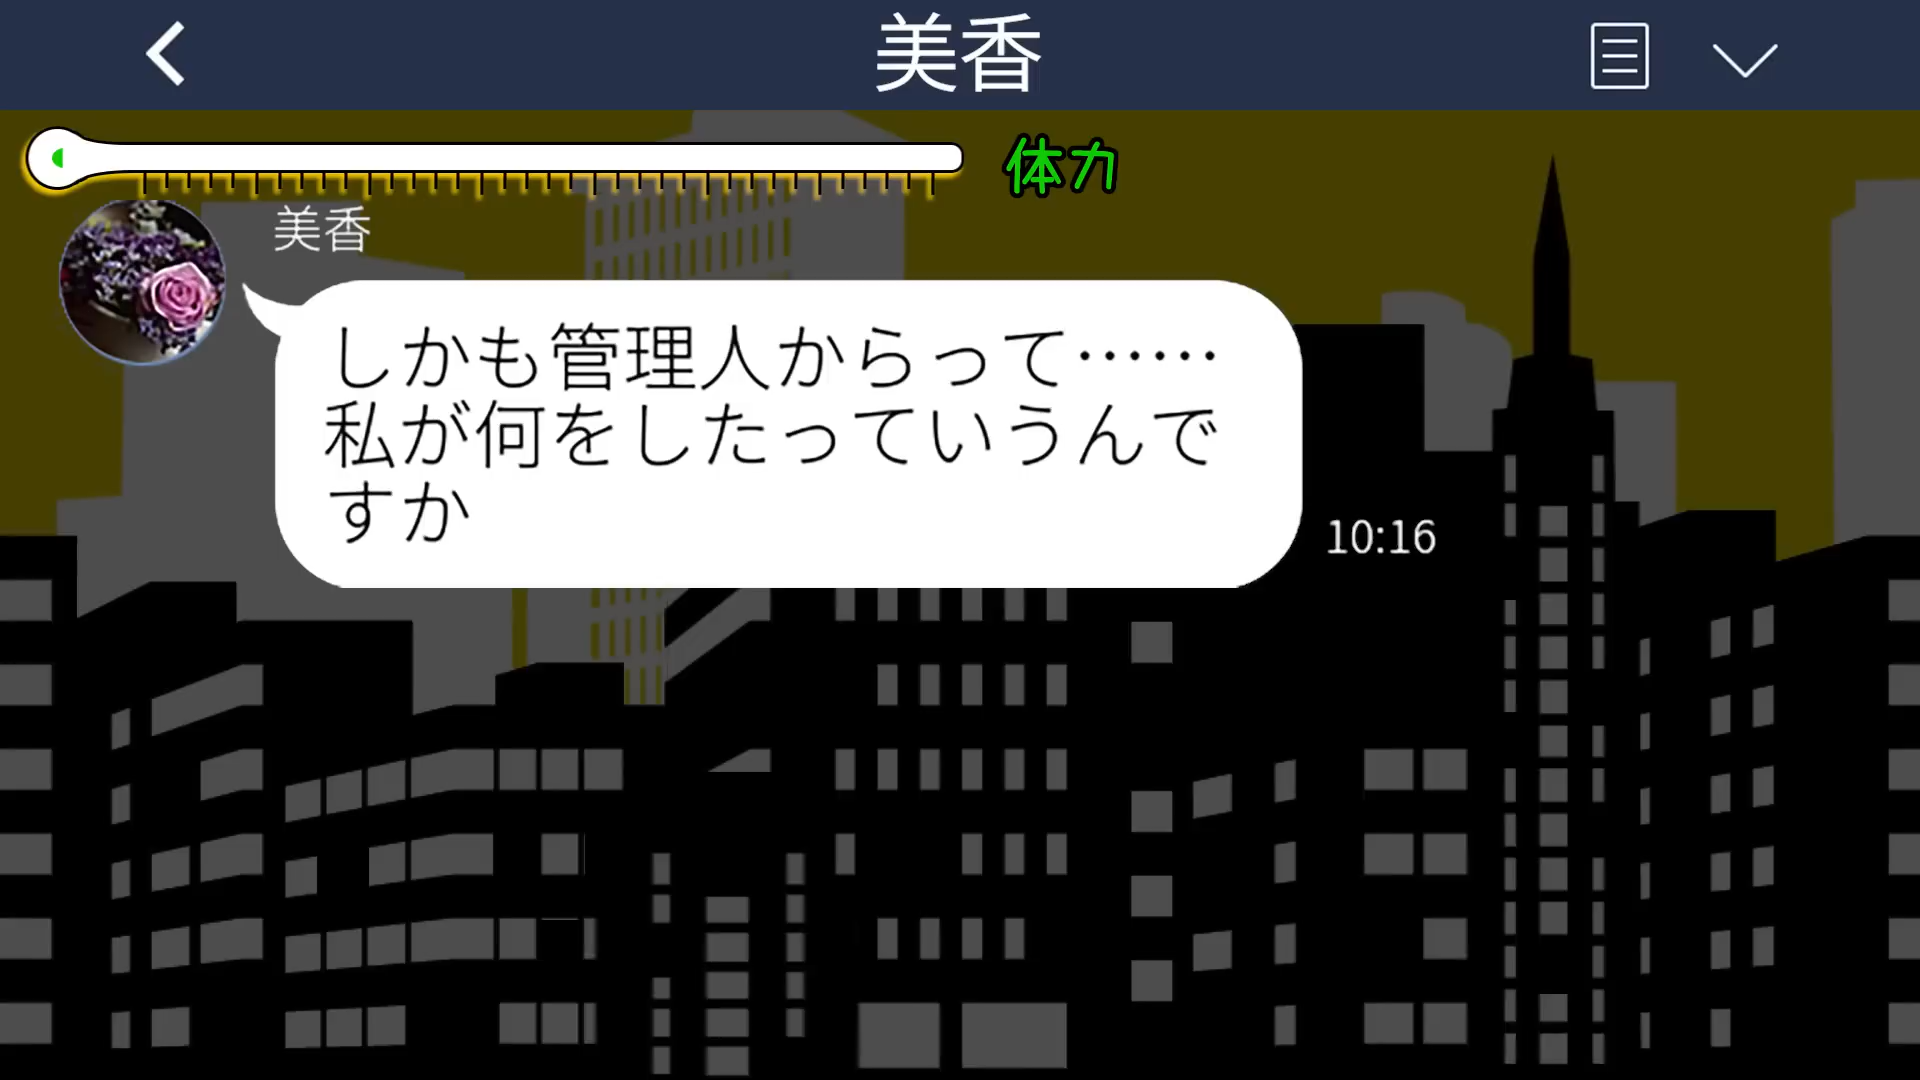 美香
体力
美香
しかも管理人からって……
私が何をしたっていうんで
すか
10:16